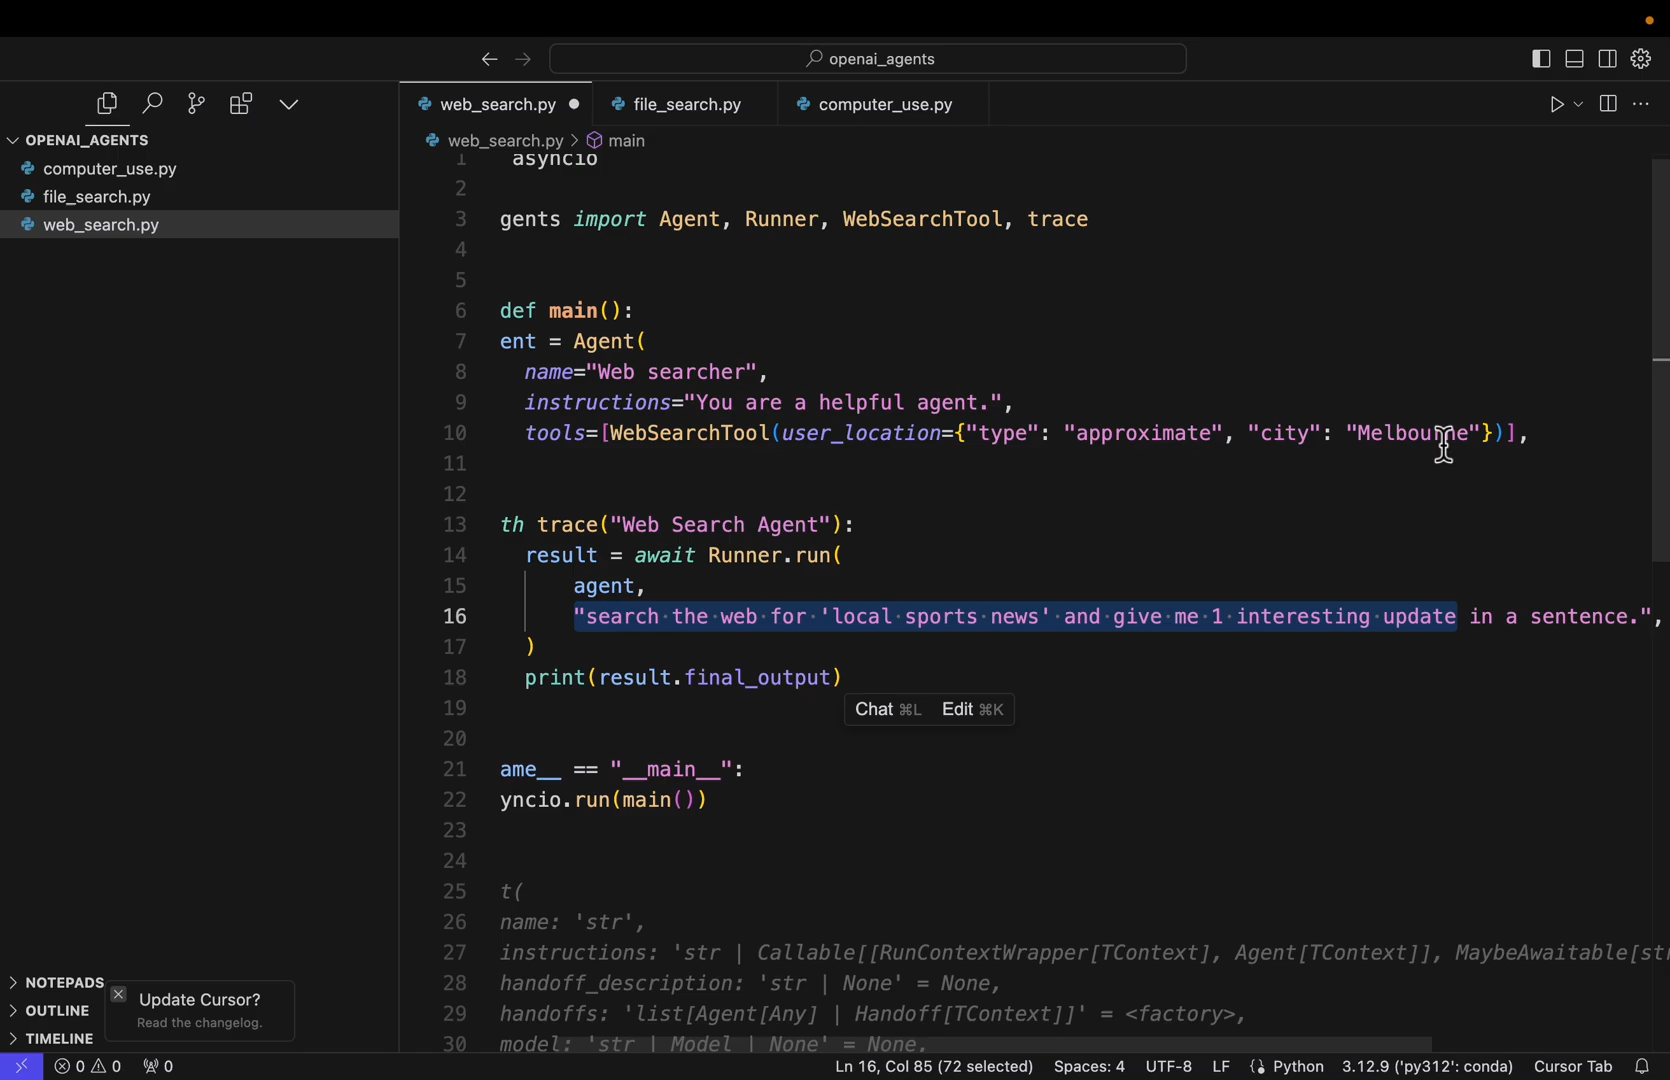 openai_agents
web_search.py
file_search.py
computer_use.py
OPENAI_AGENTS
computer_use.py
file_search.py
web_search.py
web_search.py > main
1 asyncio
2
3 gents import Agent, Runner, WebSearchTool, trace
4
5
6 def main():
7 ent = Agent(
8 name="Web searcher",
9 instructions="You are a helpful agent.",
10 tools=[WebSearchTool(user_location={"type": "approximate", "city": "Melbourne"})],
11
12
13 th trace("Web Search Agent"):
14 result = await Runner.run(
15 agent,
16 "search the web for 'local sports news' and give me 1 interesting update in a sentence.",
17 )
18 print(result.final_output)
Chat ⌘L Edit ⌘K
19
20
21 ame__ == "__main__":
22 yncio.run(main())
23
24
25 t(
26 name: 'str',
27 instructions: 'str | Callable[[RunContextWrapper[TContext], Agent[TContext]], MaybeAwaitable[str
28 handoff_description: 'str | None' = None,
29 handoffs: 'list[Agent[Any] | Handoff[TContext]]' = <factory>,
30 model: 'str | Model | None' = None,
NOTEPADS
OUTLINE
TIMELINE
Update Cursor?
Read the changelog.
0 0 0
Ln 16, Col 85 (72 selected) Spaces: 4 UTF-8 LF Python 3.12.9 ('py312': conda) Cursor Tab